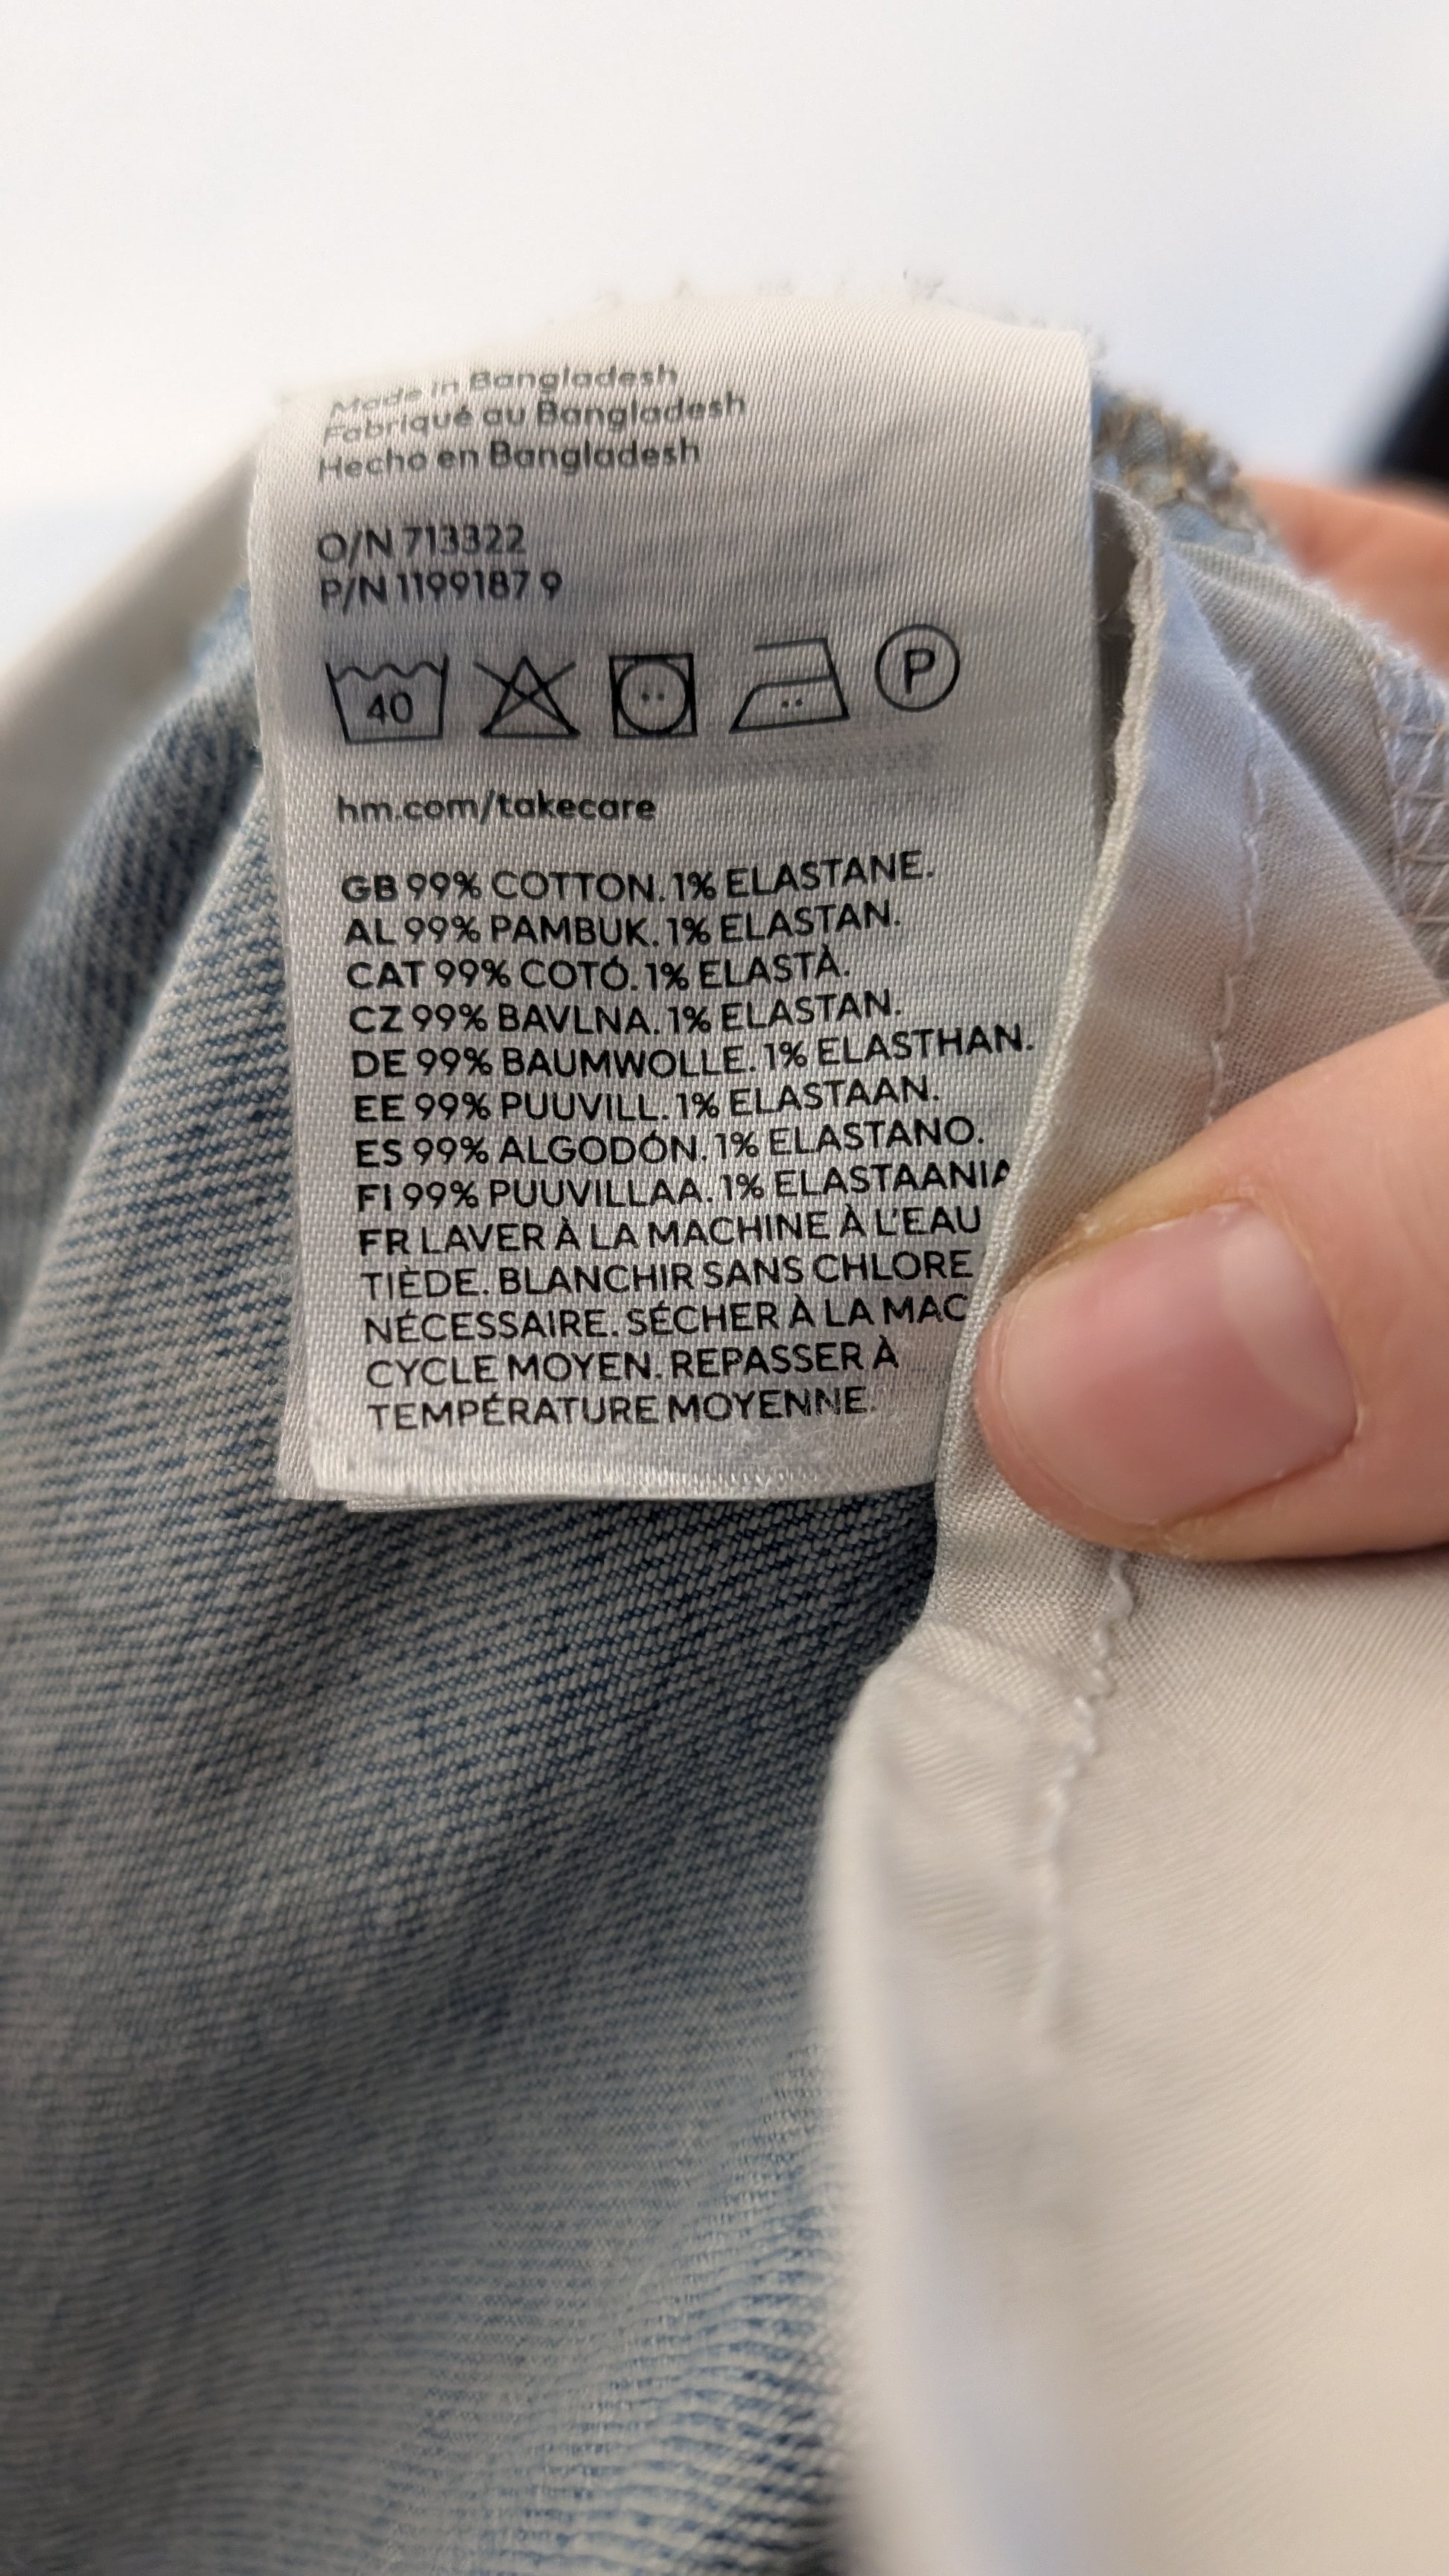 Made in Bangladesh
Fabriqué au Bangladesh
Hecho en Bangladesh
O/N 713322
P/N 1199187 9
40 P
hm.com/takecare
GB 99% COTTON. 1% ELASTANE.
AL 99% PAMBUK. 1% ELASTAN.
CAT 99% COTÓ. 1% ELASTÀ.
CZ 99% BAVLNA. 1% ELASTAN.
DE 99% BAUMWOLLE. 1% ELASTHAN.
EE 99% PUUVILL. 1% ELASTAAN.
ES 99% ALGODÓN. 1% ELASTANO.
FI 99% PUUVILLAA. 1% ELASTAANIA
FR LAVER À LA MACHINE À L'EAU
TIÈDE. BLANCHIR SANS CHLORE
NÉCESSAIRE. SÉCHER À LA MAC
CYCLE MOYEN. REPASSER À
TEMPÉRATURE MOYENNE.